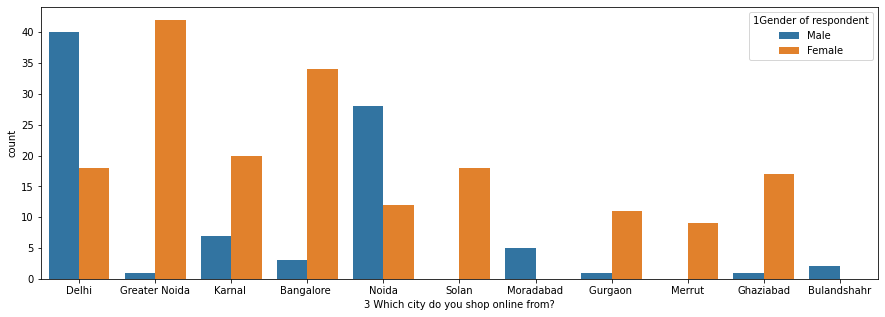 1Gender of respondent
Male
Female
count
40
35
30
25
20
15
10
5
0
Delhi Greater Noida Karnal Bangalore Noida Solan Moradabad Gurgaon Merrut Ghaziabad Bulandshahr
3 Which city do you shop online from?